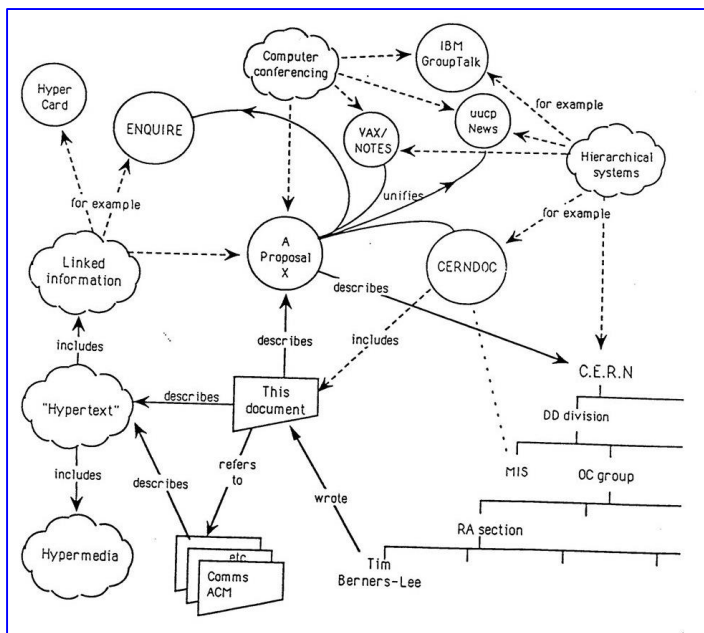 IBM
GroupTalk
Computer
conferencing
Hyper
Card
for example
uucp
News
ENQUIRE
VAX/
NOTES
Hierarchical
systems
unifies
for example
for example
A
Proposal
X
Linked
information
CERNDOC
describes
includes
describes
includes
C.E.R.N
This
document
describes
"Hypertext"
DD division
includes
refers
to
describes
MIS
OC group
wrote
RA section
Hypermedia
etc
Comms
ACM
Tim
Berners-Lee